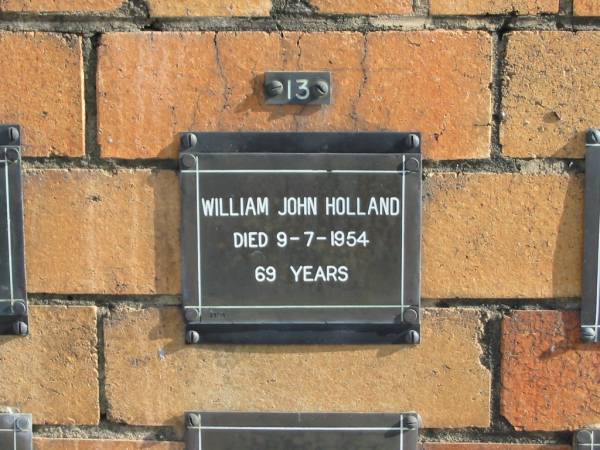 13
WILLIAM JOHN HOLLAND
DIED 9-7-1954
69 YEARS